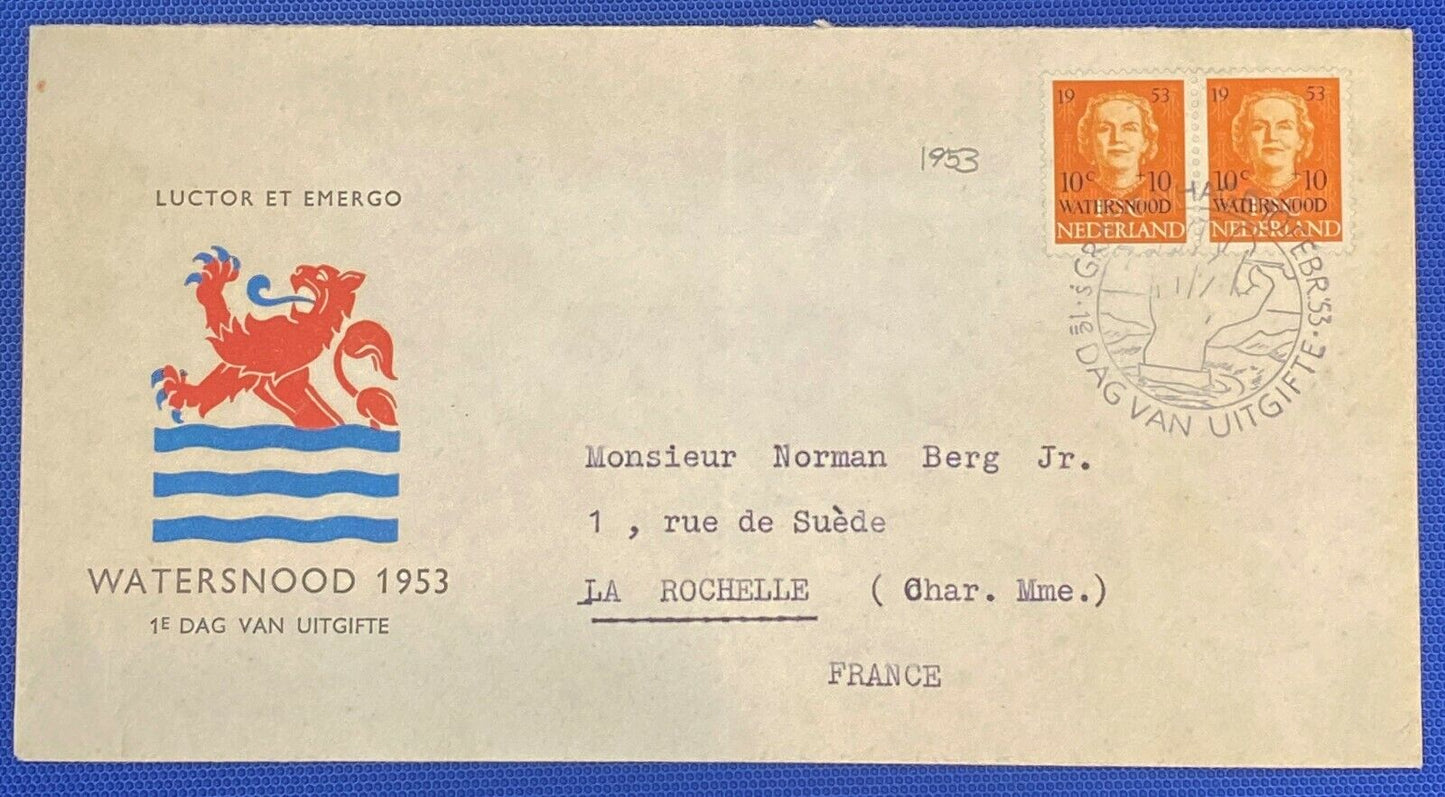 LUCTOR ET EMERGO
WATERSNOOD 1953
1E DAG VAN UITGIFTE
1953
19 53
10c +10
WATERSNOOD
NEDERLAND
19 53
10c +10
WATERSNOOD
NEDERLAND
1E DAG VAN UITGIFTE
Monsieur Norman Berg Jr.
1 , rue de Suède
LA ROCHELLE ( Char. Mme.)
FRANCE